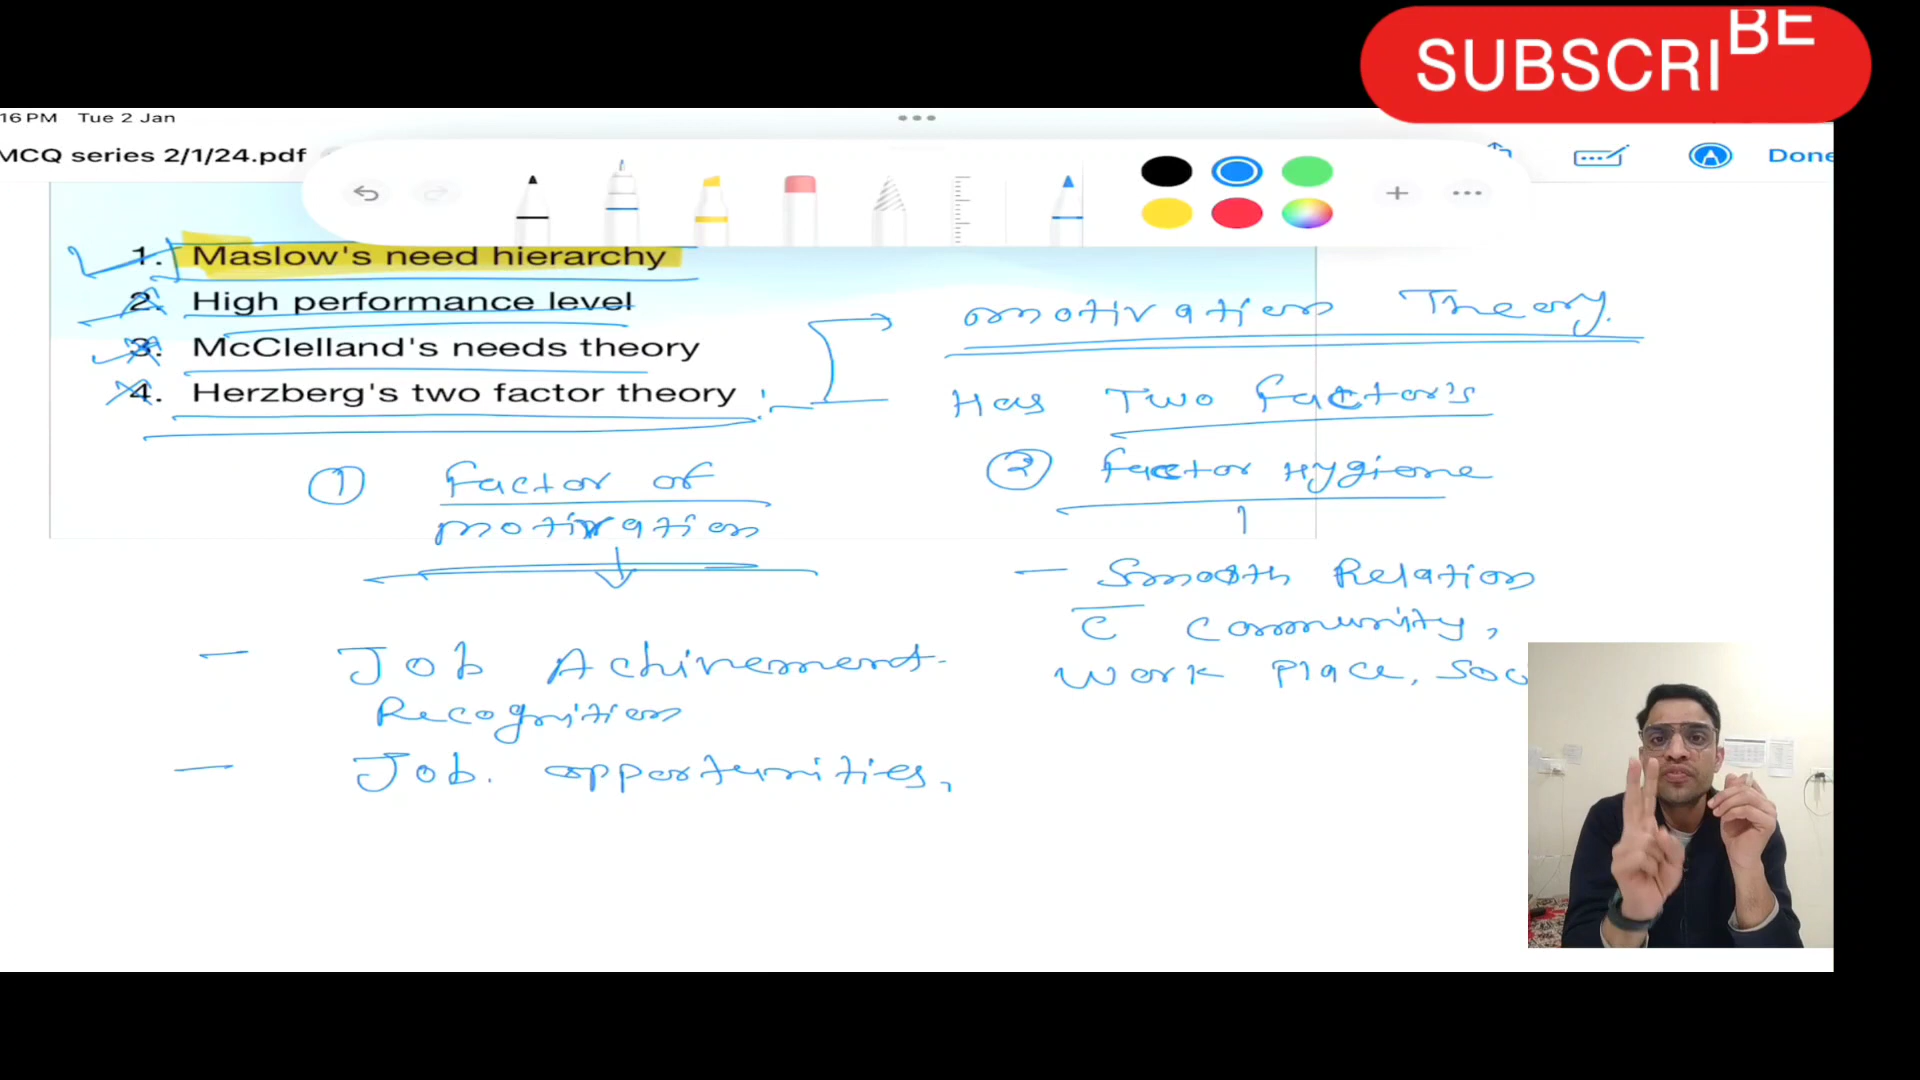 SUBSCRIBE
16 PM Tue 2 Jan
MCQ series 2/1/24.pdf
Done
1. Maslow's need hierarchy
2. High performance level
3. McClelland's needs theory
4. Herzberg's two factor theory
motivation Theory.
Has Two factor's
1 factor of
motivation
2 factor Hygiene
- Smooth Relation
c̅ community,
work place, Soc
- Job Achirement.
Recognition
- Job. opportunities,